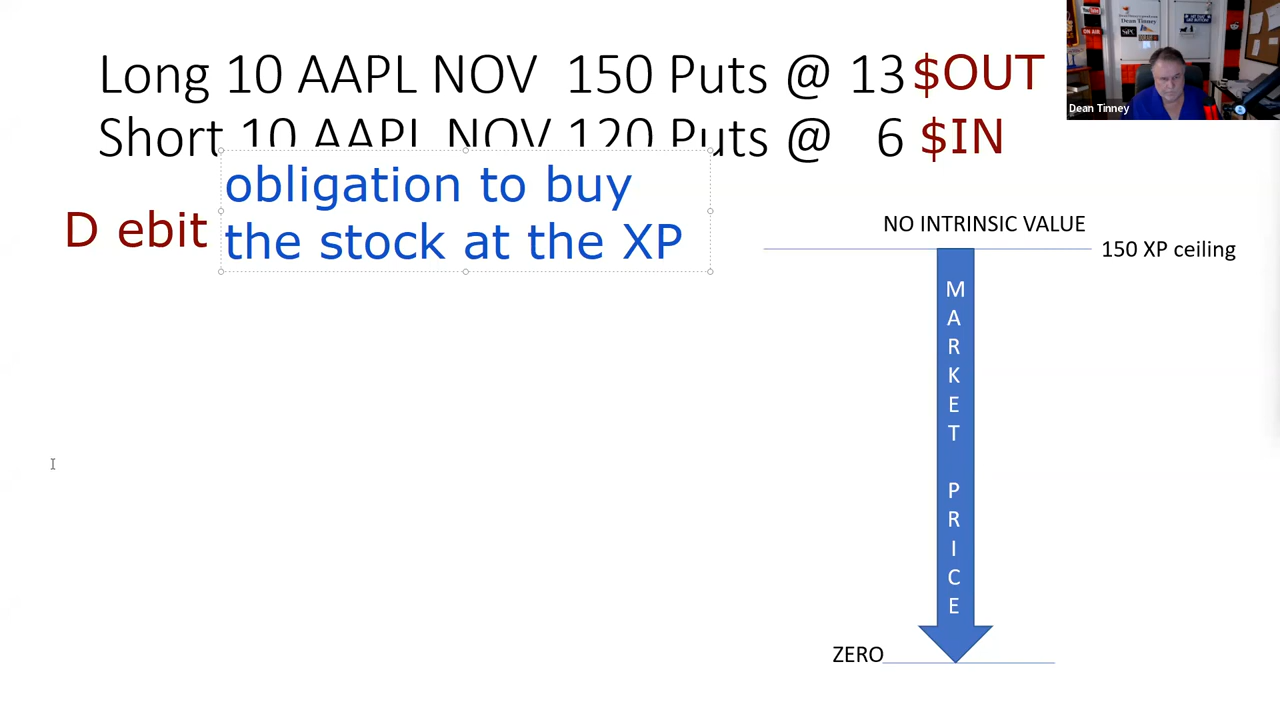 Long 10 AAPL NOV 150 Puts @ 13 $OUT
Short 10 AAPL NOV 120 Puts @ 6 $IN
obligation to buy
the stock at the XP
D ebit
NO INTRINSIC VALUE
150 XP ceiling
MARKET PRICE
ZERO
Dean Tinney